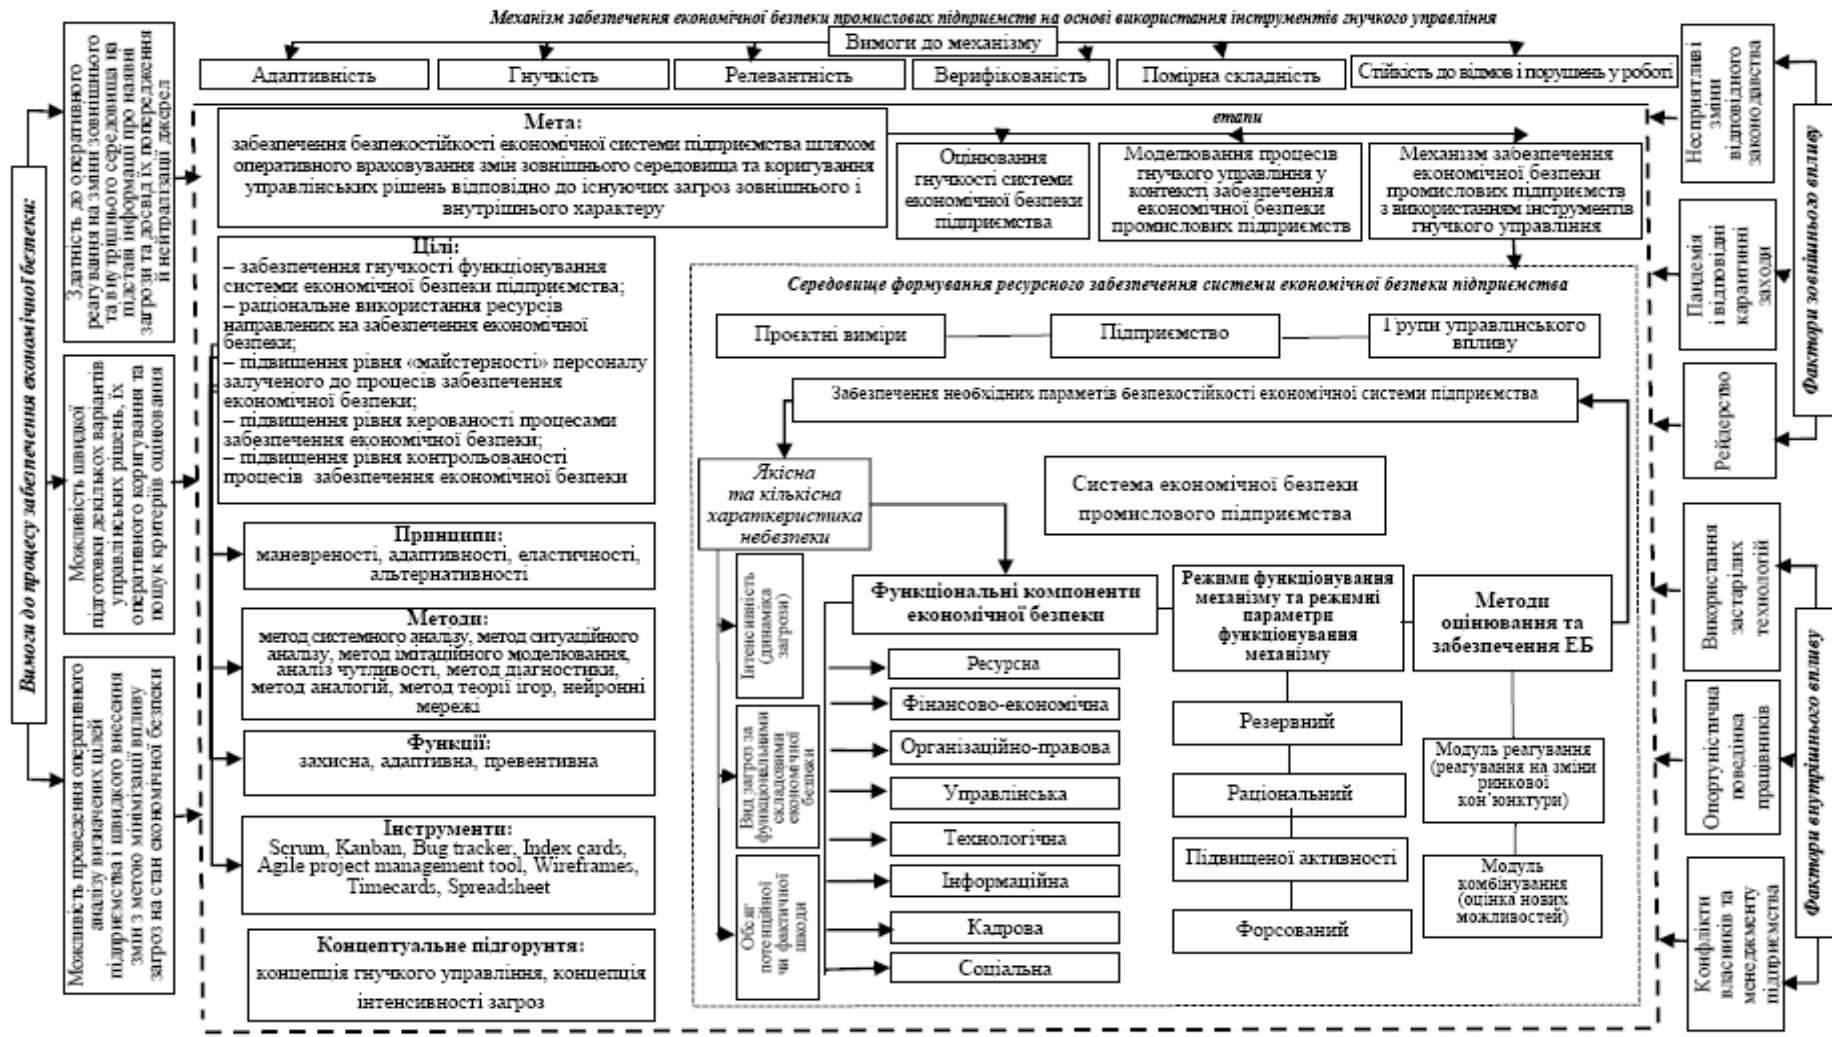 Механізм забезпечення економічної безпеки промислових підприємств на основі використання інструментів гнучкого управління
Вимоги до механізму
Адаптивність
Гнучкість
Релевантність
Верифікованість
Помірна складність
Стійкість до відмов і порушень у роботі
Вимоги до процесу забезпечення економічної безпеки:
Здатність до оперативного
реагування на зміни зовнішнього
та внутрішнього середовища на
підставі інформації про наявні
загрози та досвід їх попередження
й нейтралізації джерел
Можливість швидкої
підготовки декількох варіантів
управлінських рішень, їх
оперативного коригування та
пошук критеріїв оцінювання
Можливість проведення оперативного
аналізу визначених цілей
підприємства і швидкого внесення
змін з метою мінімізації впливу
загроз на стан економічної безпеки
Мета:
забезпечення безпекостійкості економічної системи підприємства шляхом
оперативного враховування змін зовнішнього середовища та коригування
управлінських рішень відповідно до існуючих загроз зовнішнього і
внутрішнього характеру
етапи
Оцінювання
гнучкості системи
економічної безпеки
підприємства
Моделювання процесів
гнучкого управління у
контексті забезпечення
економічної безпеки
промислових підприємств
Механізм забезпечення
економічної безпеки
промислових підприємств
з використанням інструментів
гнучкого управління
Цілі:
– забезпечення гнучкості функціонування
системи економічної безпеки підприємства;
– раціональне використання ресурсів
направлених на забезпечення економічної
безпеки;
– підвищення рівня «майстерності» персоналу
залученого до процесів забезпечення
економічної безпеки;
– підвищення рівня керованості процесами
забезпечення економічної безпеки;
– підвищення рівня контрольованості
процесів забезпечення економічної безпеки
Принципи:
маневреності, адаптивності, еластичності,
альтернативності
Методи:
метод системного аналізу, метод ситуаційного
аналізу, метод імітаційного моделювання,
аналіз чутливості, метод діагностики,
метод аналогій, метод теорії ігор, нейронні
мережі
Функції:
захисна, адаптивна, превентивна
Інструменти:
Scrum, Kanban, Bug tracker, Index cards,
Agile project management tool, Wireframes,
Timecards, Spreadsheet
Концептуальне підгорунтя:
концепція гнучкого управління, концепція
інтенсивності загроз
Середовище формування ресурсного забезпечення системи економічної безпеки підприємства
Проєктні виміри
Підприємство
Групи управлінського
впливу
Забезпечення необхідних параметів безпекостійкості економічної системи підприємства
Якісна
та кількісна
харатквристика
небезпеки
Система економічної безпеки
промислового підприємства
Інтенсивність
(динаміка
загрози)
Вид загроз за
функціональними
складовими
економічної
безпеки
Обсяг
потенційної
чи фактичної
шкоди
Функціональні компоненти
економічної безпеки
Ресурсна
Фінансово-економічна
Організаційно-правова
Управлінська
Технологічна
Інформаційна
Кадрова
Соціальна
Режими функціонування
механізму та режимні
параметри
функціонування
механізму
Резервний
Раціональний
Підвищеної активності
Форсований
Методи
оцінювання та
забезпечення ЕБ
Модуль реагування
(реагування на зміни
ринкової
кон’юнктури)
Модуль
комбінування
(оцінка нових
можливостей)
Несприятливі
зміни
відповідного
законодавства
Пандемія
і відповідні
карантинні
заходи
Рейдерство
Фактори зовнішнього впливу
Використання
застарілих
технологій
Опортуністична
поведінка
працівників
Конфлікти
власників та
менеджменту
підприємства
Фактори внутрішнього впливу